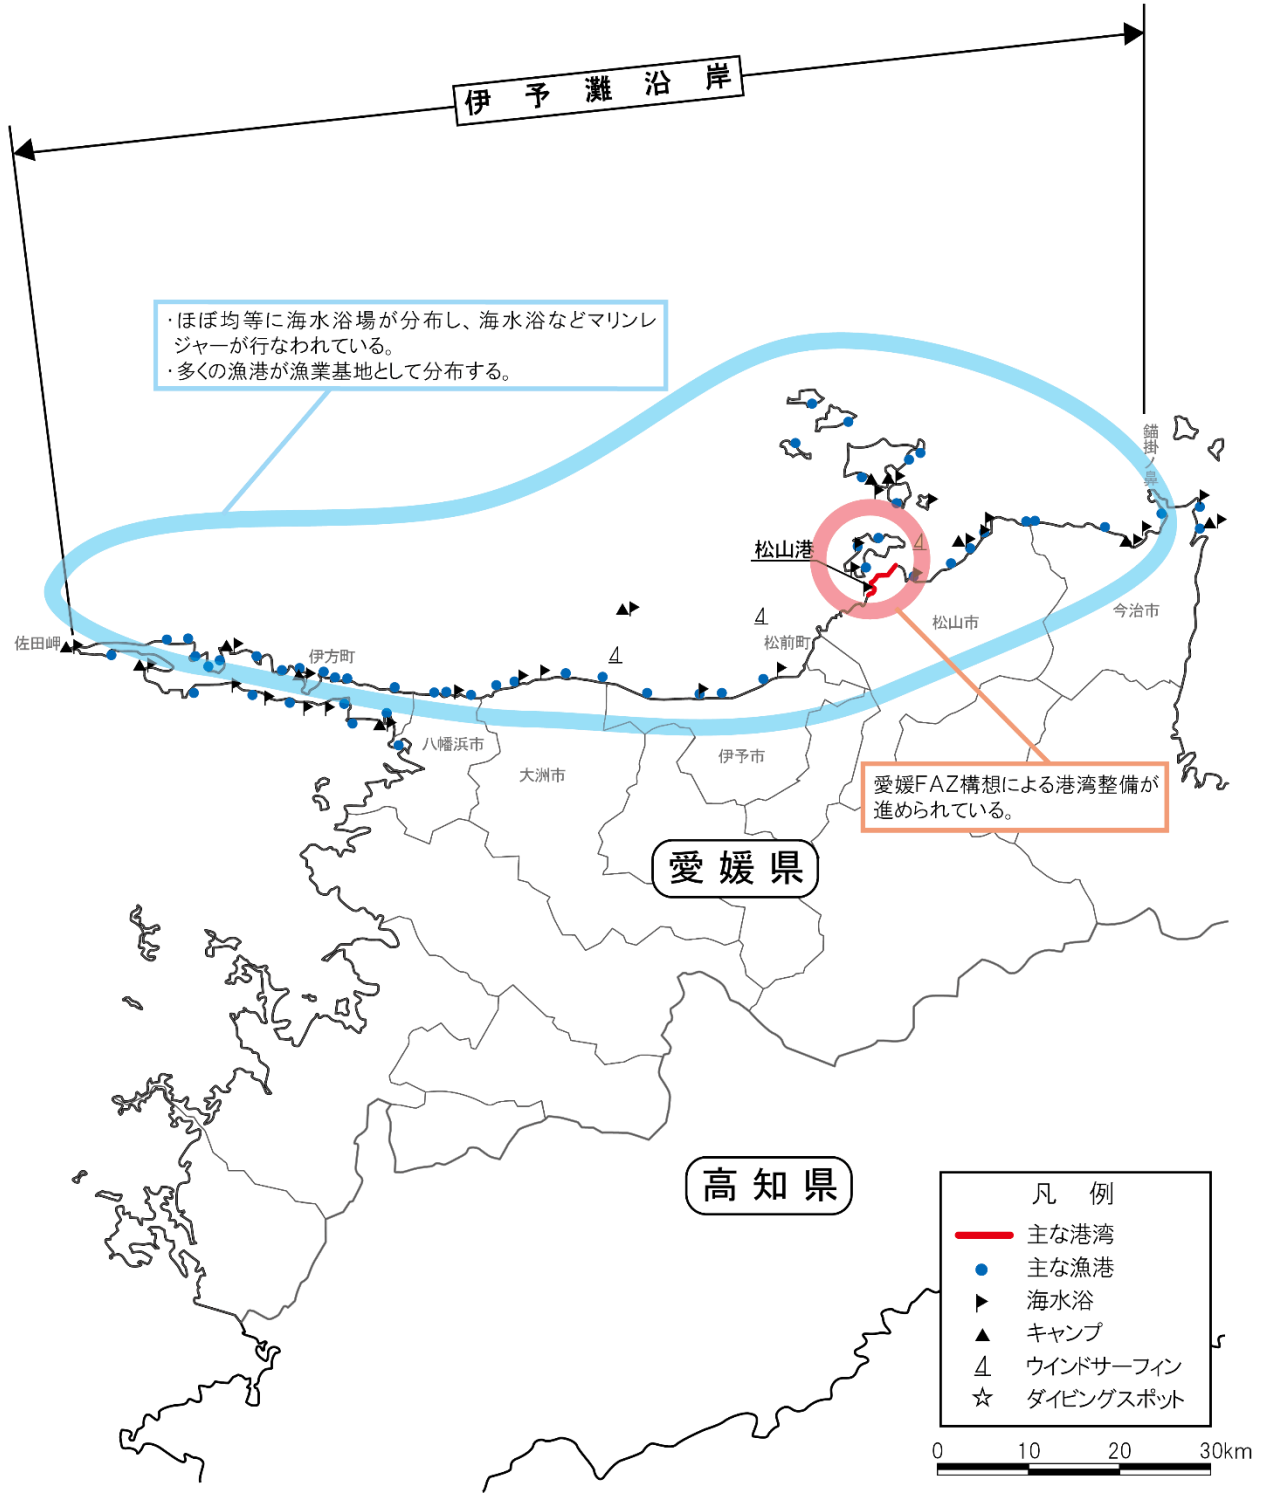 伊予灘沿岸
・ほぼ均等に海水浴場が分布し、海水浴などマリンレ
ジャーが行なわれている。
・多くの漁港が漁業基地として分布する。
錨掛ノ鼻
松山港
佐田岬
伊方町
松前町
松山市
今治市
八幡浜市
大洲市
伊予市
愛媛FAZ構想による港湾整備が
進められている。
愛媛県
高知県
凡 例
主な港湾
主な漁港
海水浴
キャンプ
ウインドサーフィン
ダイビングスポット
0 10 20 30km